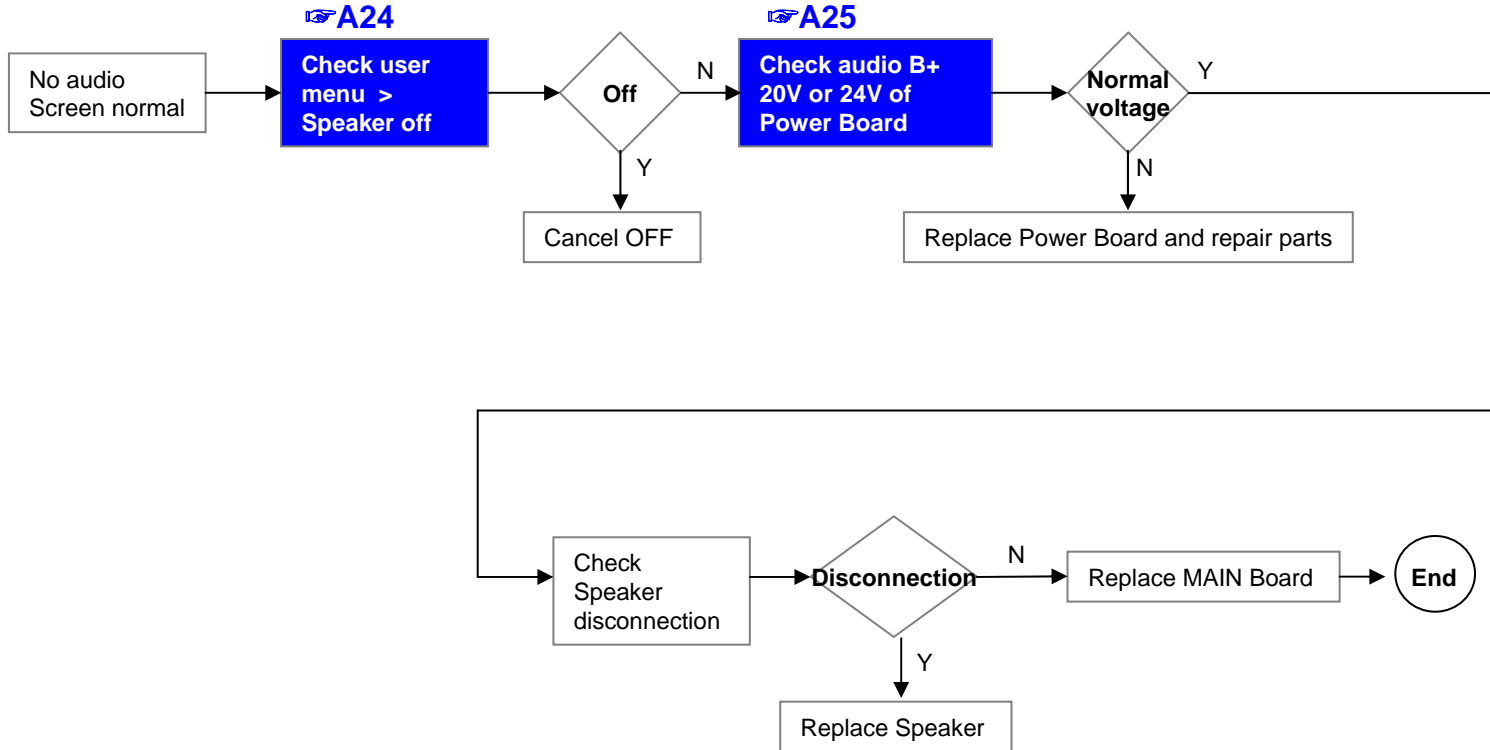 ☞A24
☞A25
No audio
Screen normal
Check user
menu >
Speaker off
Off
N
Check audio B+
20V or 24V of
Power Board
Normal
voltage
Y
Y
N
Cancel OFF
Replace Power Board and repair parts
Check
Speaker
disconnection
Disconnection
N
Replace MAIN Board
End
Y
Replace Speaker